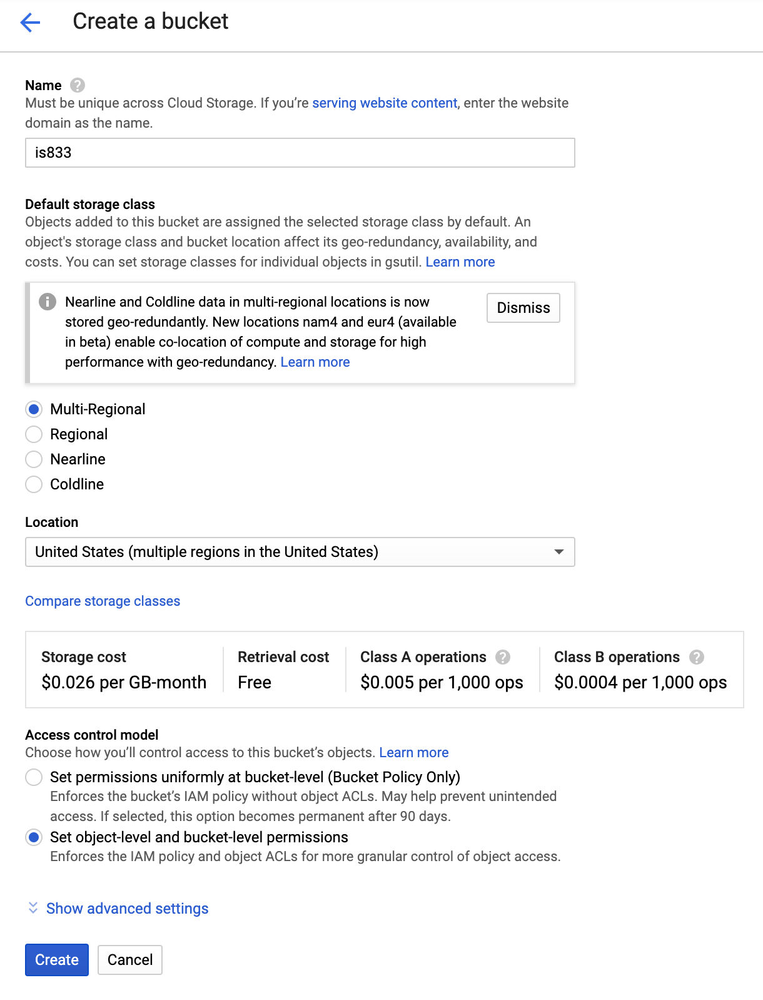 Create a bucket
Name
Must be unique across Cloud Storage. If you’re serving website content, enter the website
domain as the name.
is833
Default storage class
Objects added to this bucket are assigned the selected storage class by default. An
object's storage class and bucket location affect its geo-redundancy, availability, and
costs. You can set storage classes for individual objects in gsutil. Learn more
Nearline and Coldline data in multi-regional locations is now
stored geo-redundantly. New locations nam4 and eur4 (available
in beta) enable co-location of compute and storage for high
performance with geo-redundancy. Learn more
Dismiss
Multi-Regional
Regional
Nearline
Coldline
Location
United States (multiple regions in the United States)
Compare storage classes
Storage cost
$0.026 per GB-month
Retrieval cost
Free
Class A operations
$0.005 per 1,000 ops
Class B operations
$0.0004 per 1,000 ops
Access control model
Choose how you’ll control access to this bucket’s objects. Learn more
Set permissions uniformly at bucket-level (Bucket Policy Only)
Enforces the bucket’s IAM policy without object ACLs. May help prevent unintended
access. If selected, this option becomes permanent after 90 days.
Set object-level and bucket-level permissions
Enforces the IAM policy and object ACLs for more granular control of object access.
Show advanced settings
Create
Cancel